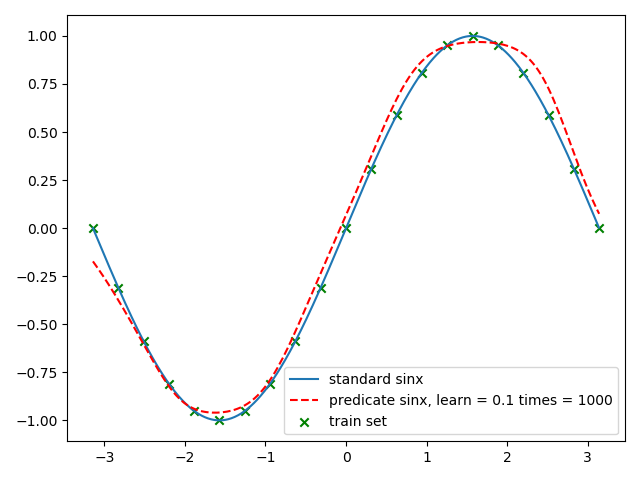 1.00
0.75
0.50
0.25
0.00
−0.25
−0.50
−0.75
−1.00
standard sinx
predicate sinx, learn = 0.1 times = 1000
train set
−3 −2 −1 0 1 2 3